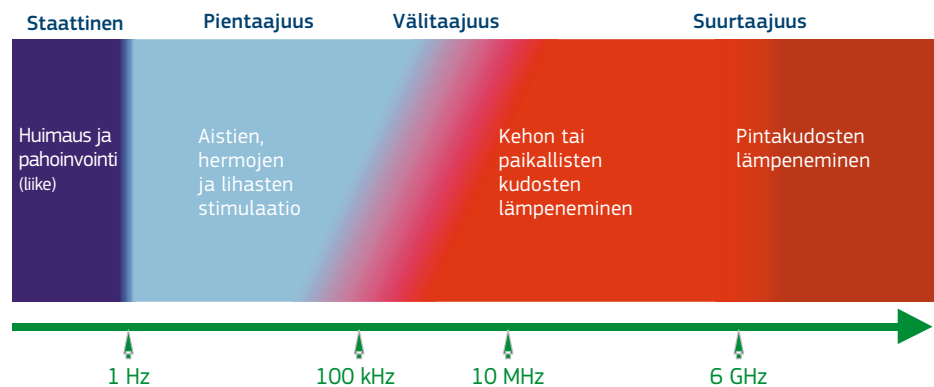 Staattinen
Pientaajuus
Välitaajuus
Suurtaajuus
Huimaus ja
pahoinvointi
(liike)
Aistien,
hermojen
ja lihasten
stimulaatio
Kehon tai
paikallisten
kudosten
lämpeneminen
Pintakudosten
lämpeneminen
1 Hz
100 kHz
10 MHz
6 GHz